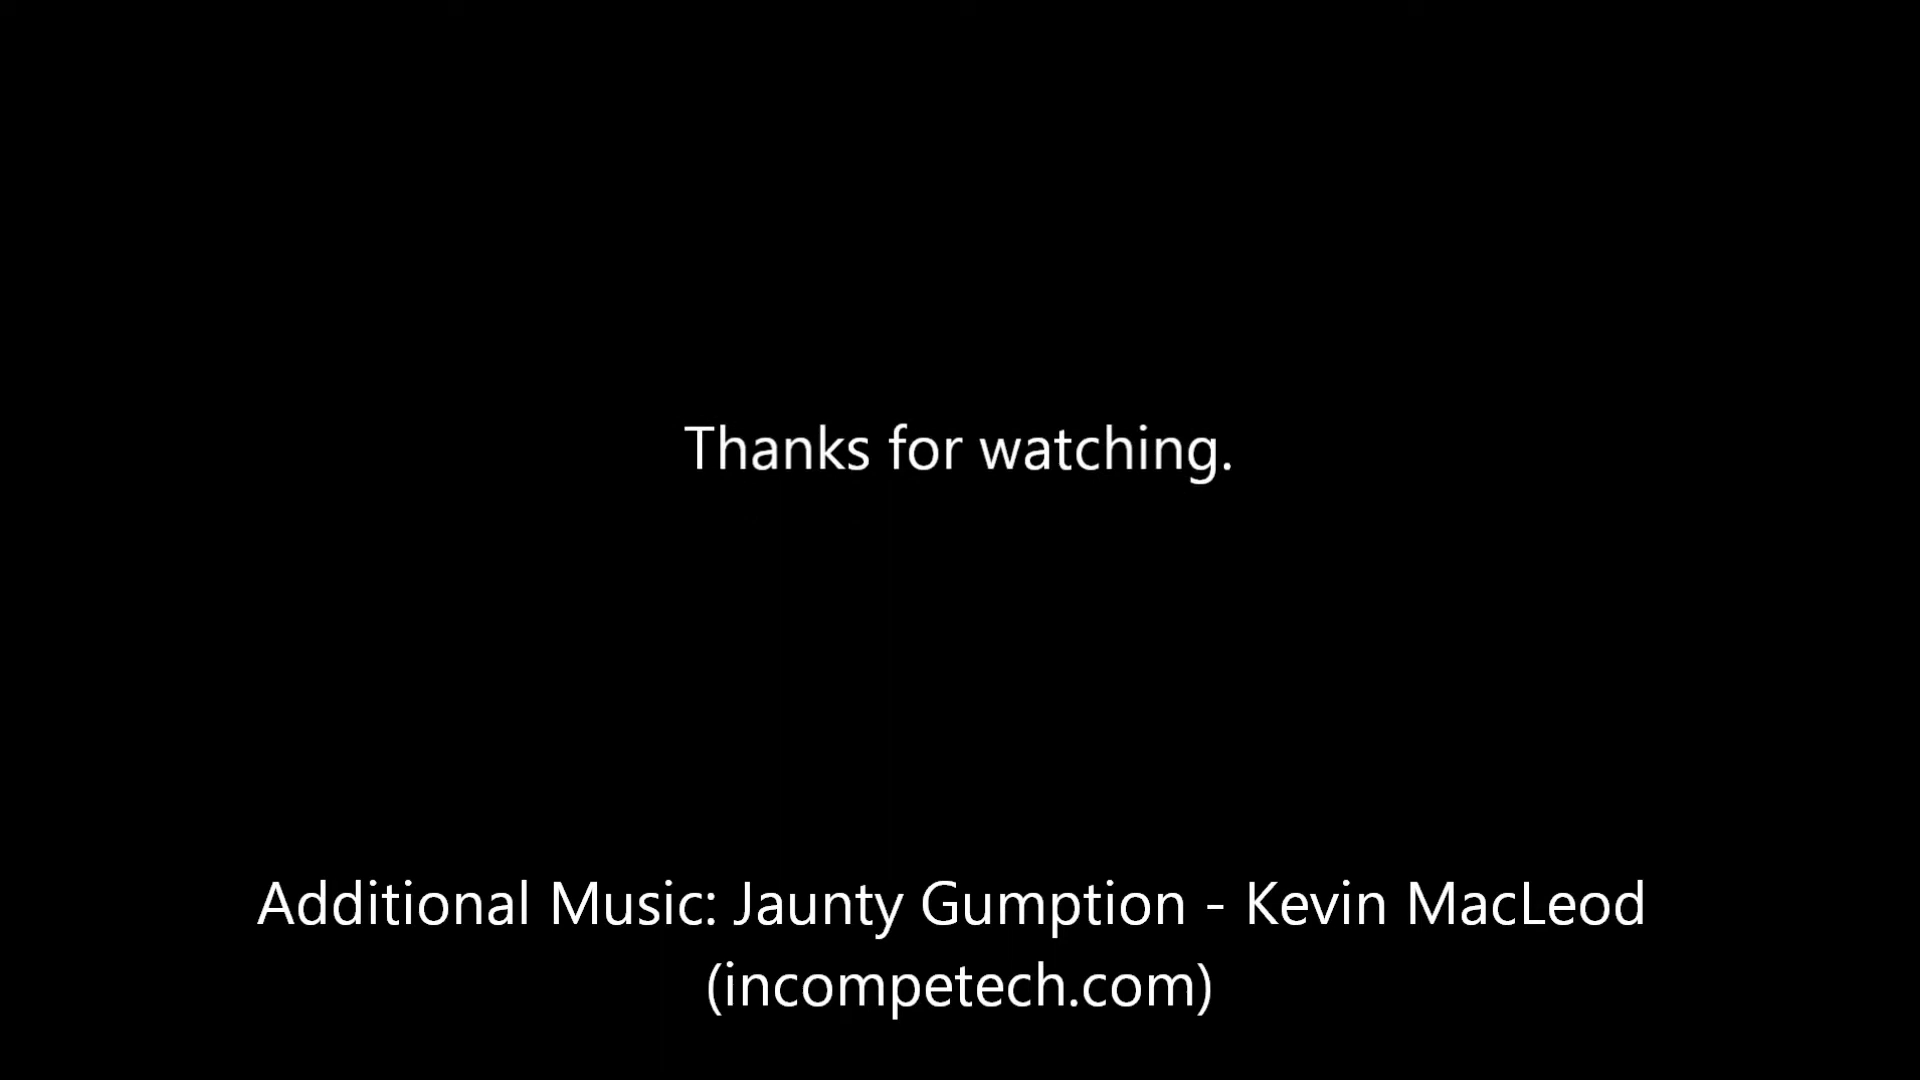 Thanks for watching.
Additional Music: Jaunty Gumption - Kevin MacLeod
(incompetech.com)